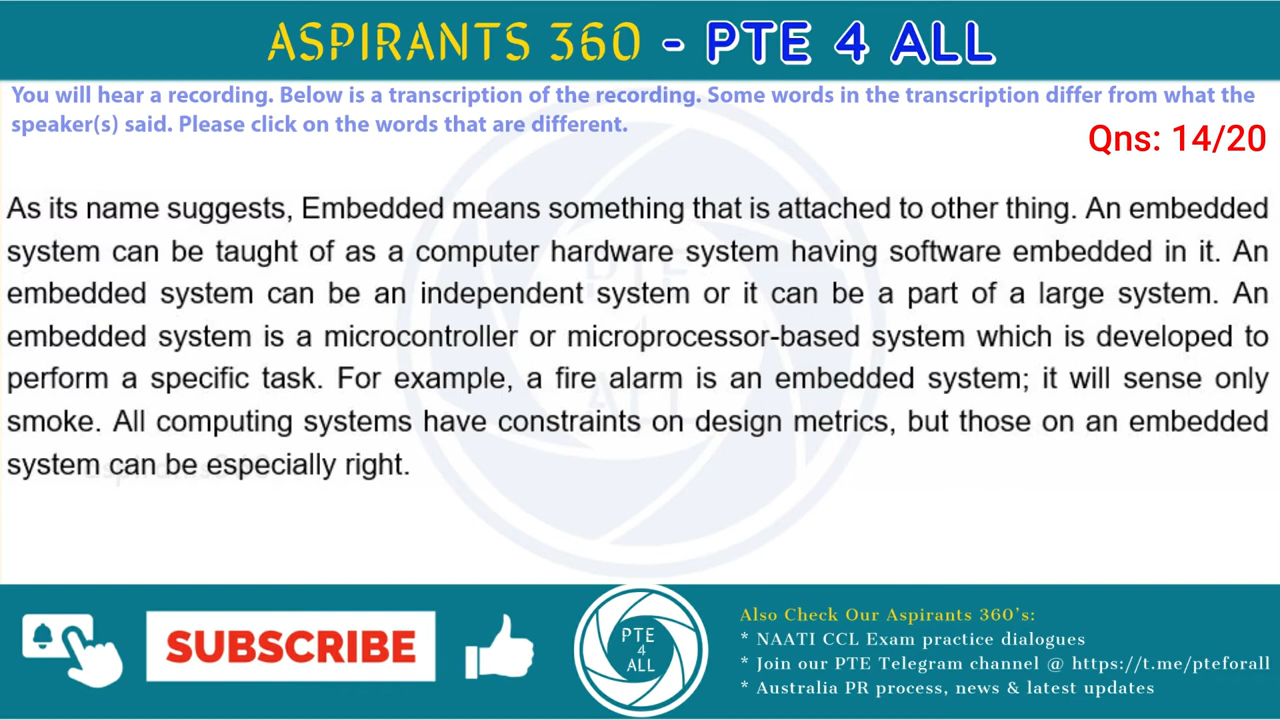 ASPIRANTS 360 - PTE 4 ALL
You will hear a recording. Below is a transcription of the recording. Some words in the transcription differ from what the
speaker(s) said. Please click on the words that are different.
Qns: 14/20
As its name suggests, Embedded means something that is attached to other thing. An embedded
system can be taught of as a computer hardware system having software embedded in it. An
embedded system can be an independent system or it can be a part of a large system. An
embedded system is a microcontroller or microprocessor-based system which is developed to
perform a specific task. For example, a fire alarm is an embedded system; it will sense only
smoke. All computing systems have constraints on design metrics, but those on an embedded
system can be especially right.
SUBSCRIBE
PTE
4
ALL
Also Check Our Aspirants 360's:
* NAATI CCL Exam practice dialogues
* Join our PTE Telegram channel @ https://t.me/pteforall
* Australia PR process, news & latest updates